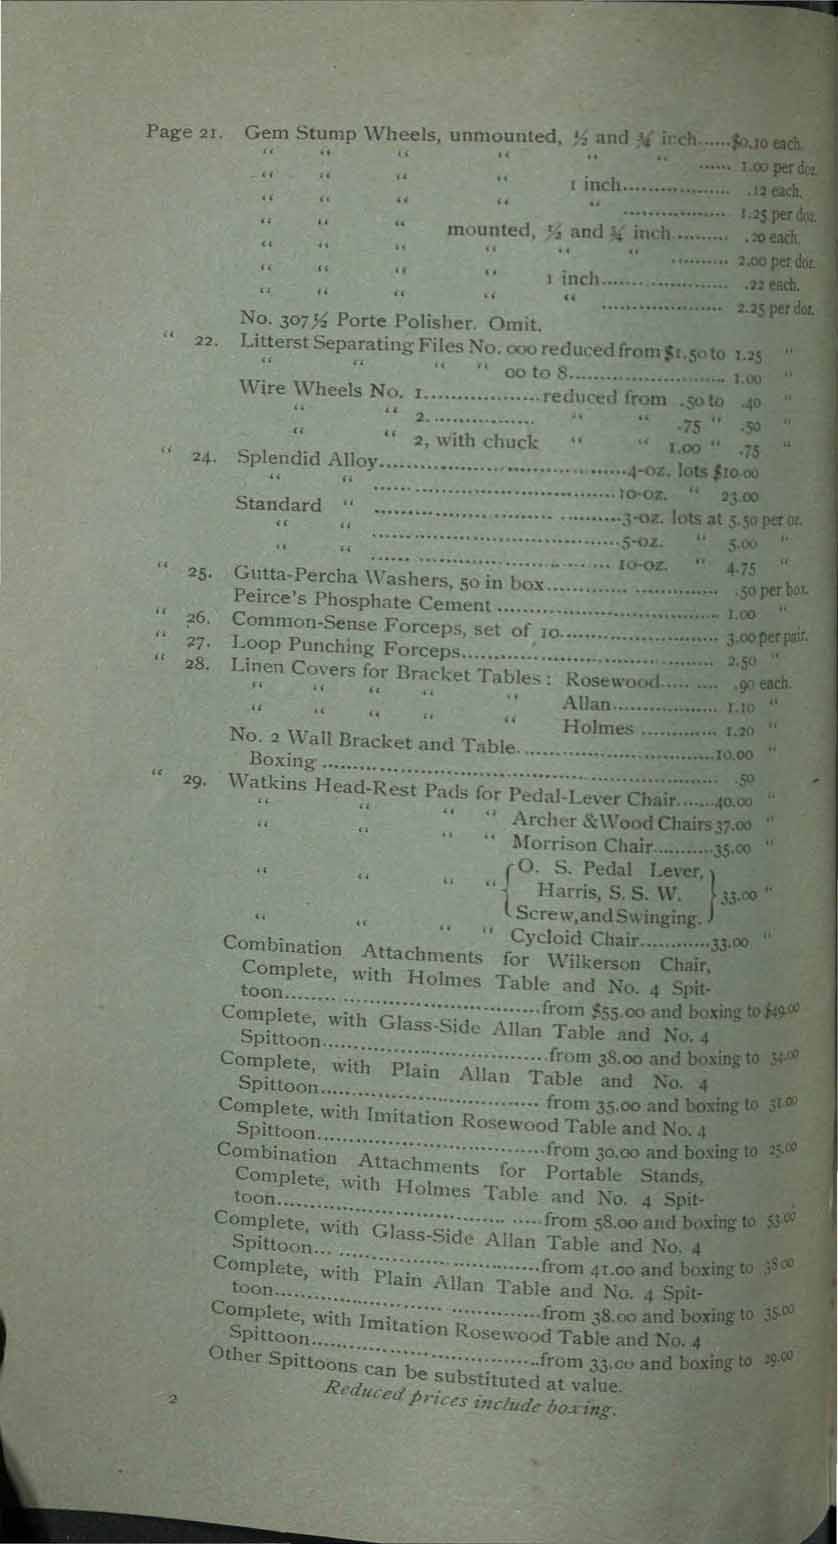 Page 21. Gem Stump Wheels, unmounted, ½ and ¾ inch......$0.10 each.
“ “ “ “ “ “ ...... 1.00 per doz.
“ “ “ “ 1 inch.................. .12 each.
“ “ “ “ “ ................. 1.25 per doz.
“ “ “ mounted, ½ and ¾ inch.......... .20 each.
“ “ “ “ “ “ .......... 2.00 per doz.
“ “ “ “ 1 inch..................... .22 each.
“ “ “ “ “ .................... 2.25 per doz.
No. 307½ Porte Polisher. Omit.
“ 22. Litterst Separating Files No. 000 reduced from $1.50 to 1.25 “
“ “ “ “ 00 to 8.......................... 1.00 “
Wire Wheels No. 1...................reduced from .50 to .40 “
“ “ 2.................. “ “ .75 “ .50 “
“ “ 2, with chuck “ “ 1.00 “ .75 “
“ 24. Splendid Alloy........................................4-oz. lots $10.00
“ “ .......................................10-oz. “ 23.00
Standard “ ........................................3-oz. lots at 5.50 per oz.
“ “ ........................................5-oz. “ 5.00 “
“ “ ....................................... 10-oz. “ 4.75 “
“ 25. Gutta-Percha Washers, 50 in box............................ .50 per box.
Peirce's Phosphate Cement .................................... 1.00 “
“ 26. Common-Sense Forceps, set of 10.......................... 3.00 per pair.
“ 27. Loop Punching Forceps........................................ 2.50 “
“ 28. Linen Covers for Bracket Tables: Rosewood......... .90 each.
“ “ “ “ “ Allan.................. 1.10 “
“ “ “ “ “ Holmes ............. 1.20 “
No. 2 Wall Bracket and Table.................................10.00 “
Boxing................................................................ .50
“ 29. Watkins Head-Rest Pads for Pedal-Lever Chair.......40.00 “
“ “ “ “ Archer & Wood Chairs 37.00 “
“ “ “ “ Morrison Chair...........35.00 “
“ “ “ “ { O. S. Pedal Lever, Harris, S. S. W. Screw, and Swinging. } 33.00 “
“ “ “ “ Cycloid Chair............33.00 “
Combination Attachments for Wilkerson Chair,
Complete, with Holmes Table and No. 4 Spit-
toon.................................from $55.00 and boxing to $49.00
Complete, with Glass-Side Allan Table and No. 4
Spittoon..............................from 38.00 and boxing to 34.00
Complete, with Plain Allan Table and No. 4
Spittoon.............................. from 35.00 and boxing to 31.00
Complete, with Imitation Rosewood Table and No. 4
Spittoon..............................from 30.00 and boxing to 25.00
Combination Attachments for Portable Stands,
Complete, with Holmes Table and No. 4 Spit-
toon..................................from 58.00 and boxing to 53.00
Complete, with Glass-Side Allan Table and No. 4
Spittoon..............................from 41.00 and boxing to 38.00
Complete, with Plain Allan Table and No. 4 Spit-
toon..................................from 38.00 and boxing to 35.00
Complete, with Imitation Rosewood Table and No. 4
Spittoon..............................from 33.00 and boxing to 29.00
Other Spittoons can be substituted at value.
Reduced prices include boxing.
2